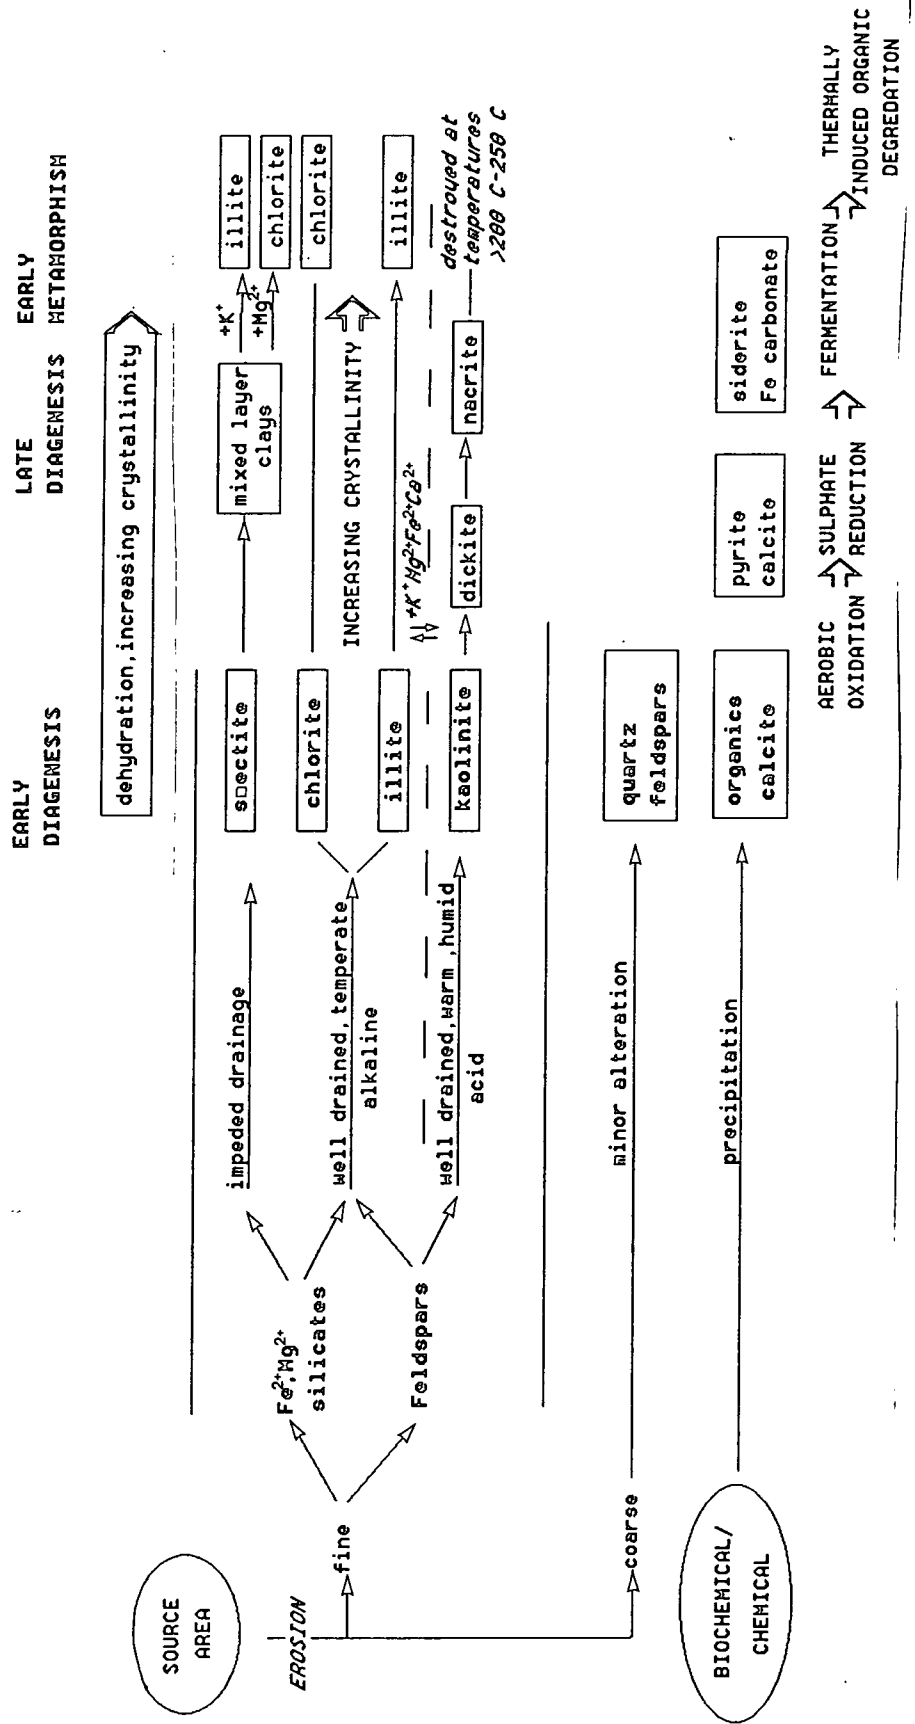 EARLY
DIAGENESIS
LATE
DIAGENESIS
EARLY
METAMORPHISM
dehydration,increasing crystallinity
SOURCE
AREA
EROSION
fine
coarse
Fe²⁺,Mg²⁺
silicates
Feldspars
impeded drainage
well drained,temperate
alkaline
well drained,warm ,humid
acid
smectite
chlorite
illite
kaolinite
mixed layer
clays
+K⁺
+Mg²⁺
illite
chlorite
chlorite
INCREASING CRYSTALLINITY
illite
+K⁺Mg²⁺Fe²⁺Ca²⁺
dickite
nacrite
destroyed at
temperatures
>200 C-250 C
minor alteration
quartz
feldspars
BIOCHEMICAL/
CHEMICAL
precipitation
organics
calcite
pyrite
calcite
siderite
Fe carbonate
AEROBIC
OXIDATION
SULPHATE
REDUCTION
FERMENTATION
THERMALLY
INDUCED ORGANIC
DEGREDATION